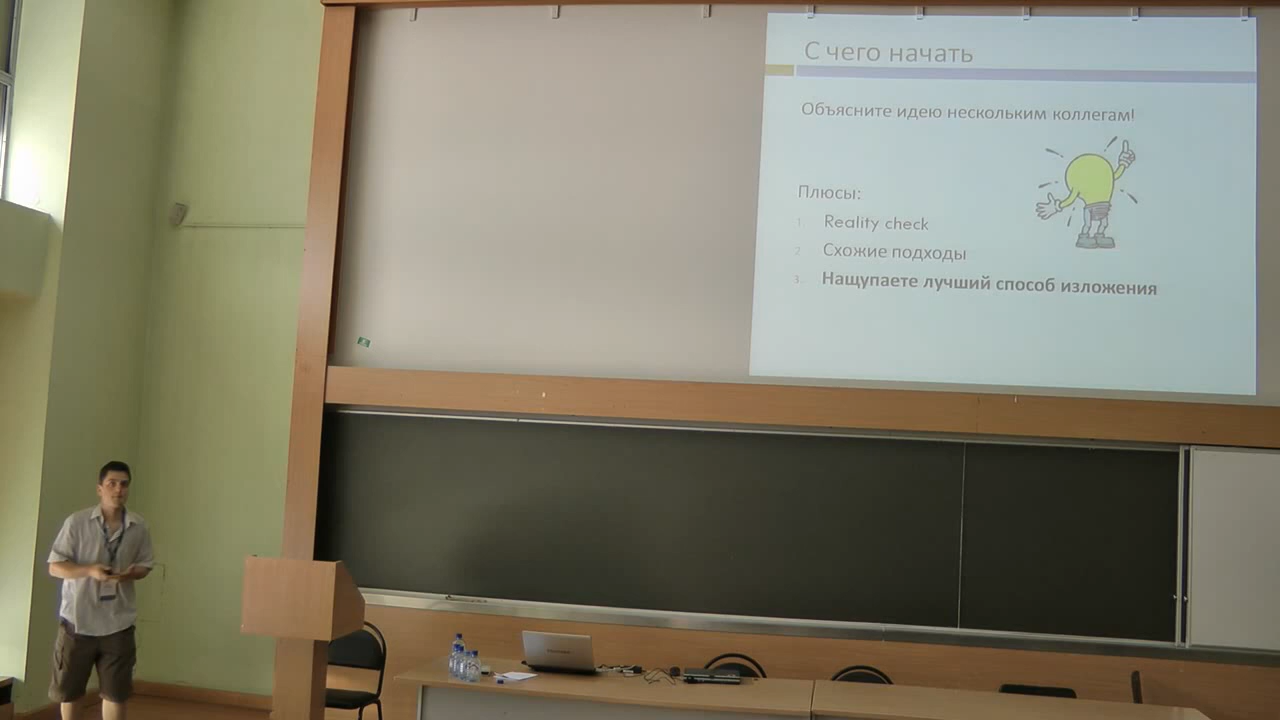 С чего начать
Объясните идею нескольким коллегам!
Плюсы:
1. Reality check
2. Схожие подходы
3. Нащупаете лучший способ изложения